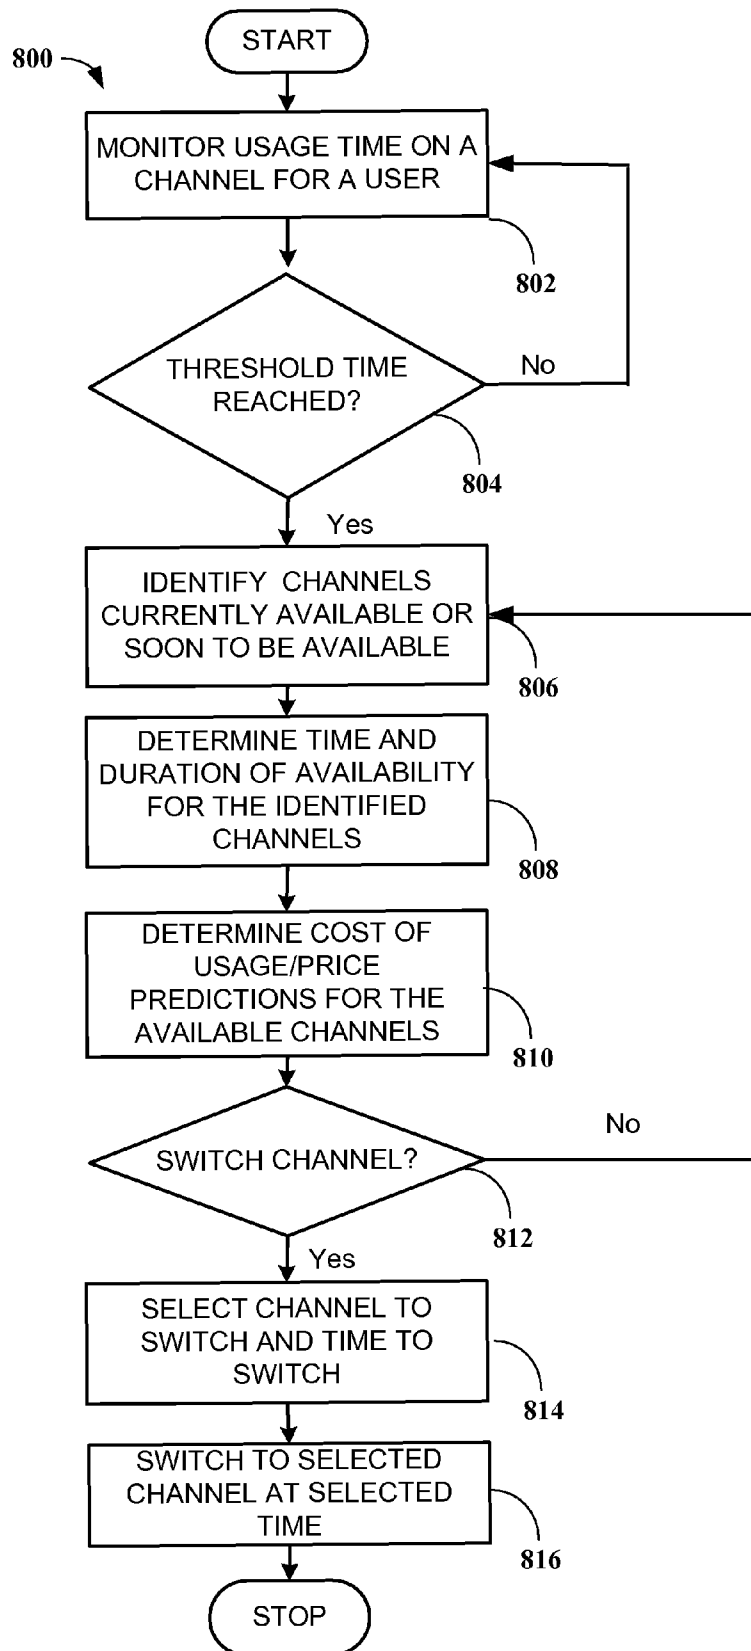 START
800
MONITOR USAGE TIME ON A
CHANNEL FOR A USER
802
THRESHOLD TIME
REACHED?
No
804
Yes
IDENTIFY CHANNELS
CURRENTLY AVAILABLE OR
SOON TO BE AVAILABLE
806
DETERMINE TIME AND
DURATION OF AVAILABILITY
FOR THE IDENTIFIED
CHANNELS
808
DETERMINE COST OF
USAGE/PRICE
PREDICTIONS FOR THE
AVAILABLE CHANNELS
810
No
SWITCH CHANNEL?
812
Yes
SELECT CHANNEL TO
SWITCH AND TIME TO
SWITCH
814
SWITCH TO SELECTED
CHANNEL AT SELECTED
TIME
816
STOP